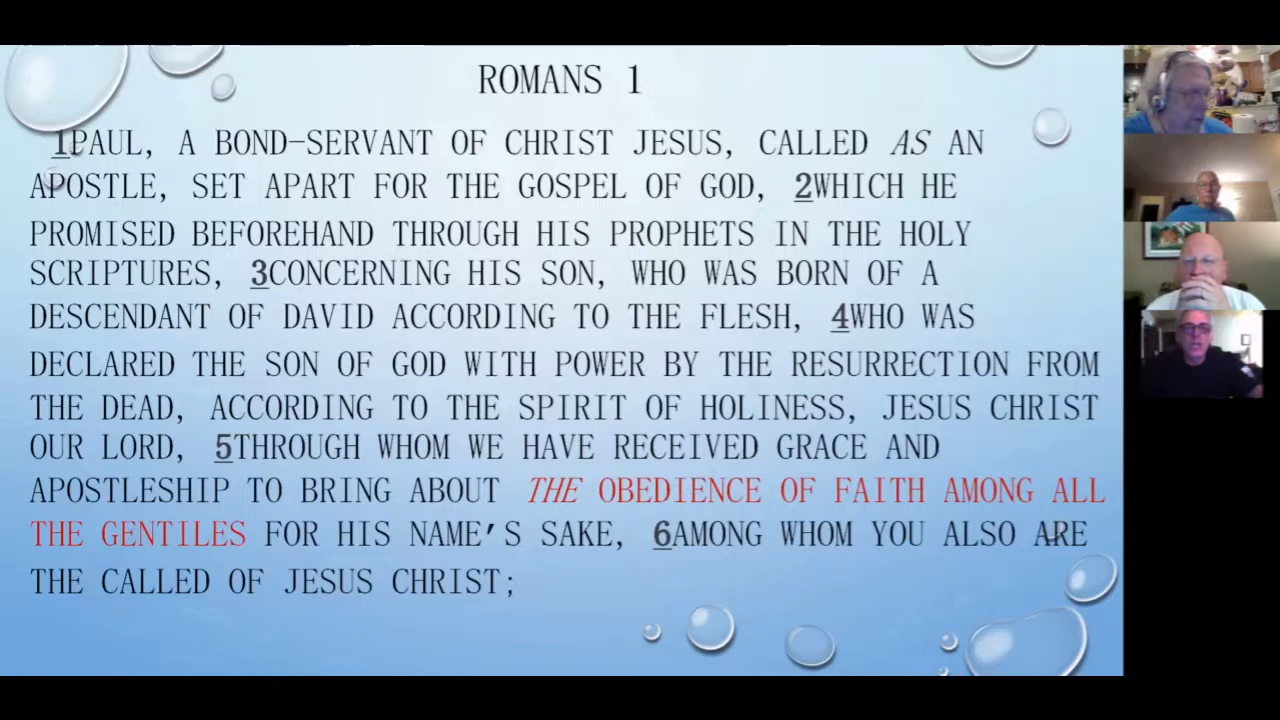 ROMANS 1
1PAUL, A BOND-SERVANT OF CHRIST JESUS, CALLED AS AN
APOSTLE, SET APART FOR THE GOSPEL OF GOD, 2WHICH HE
PROMISED BEFOREHAND THROUGH HIS PROPHETS IN THE HOLY
SCRIPTURES, 3CONCERNING HIS SON, WHO WAS BORN OF A
DESCENDANT OF DAVID ACCORDING TO THE FLESH, 4WHO WAS
DECLARED THE SON OF GOD WITH POWER BY THE RESURRECTION FROM
THE DEAD, ACCORDING TO THE SPIRIT OF HOLINESS, JESUS CHRIST
OUR LORD, 5THROUGH WHOM WE HAVE RECEIVED GRACE AND
APOSTLESHIP TO BRING ABOUT THE OBEDIENCE OF FAITH AMONG ALL
THE GENTILES FOR HIS NAME'S SAKE, 6AMONG WHOM YOU ALSO ARE
THE CALLED OF JESUS CHRIST;